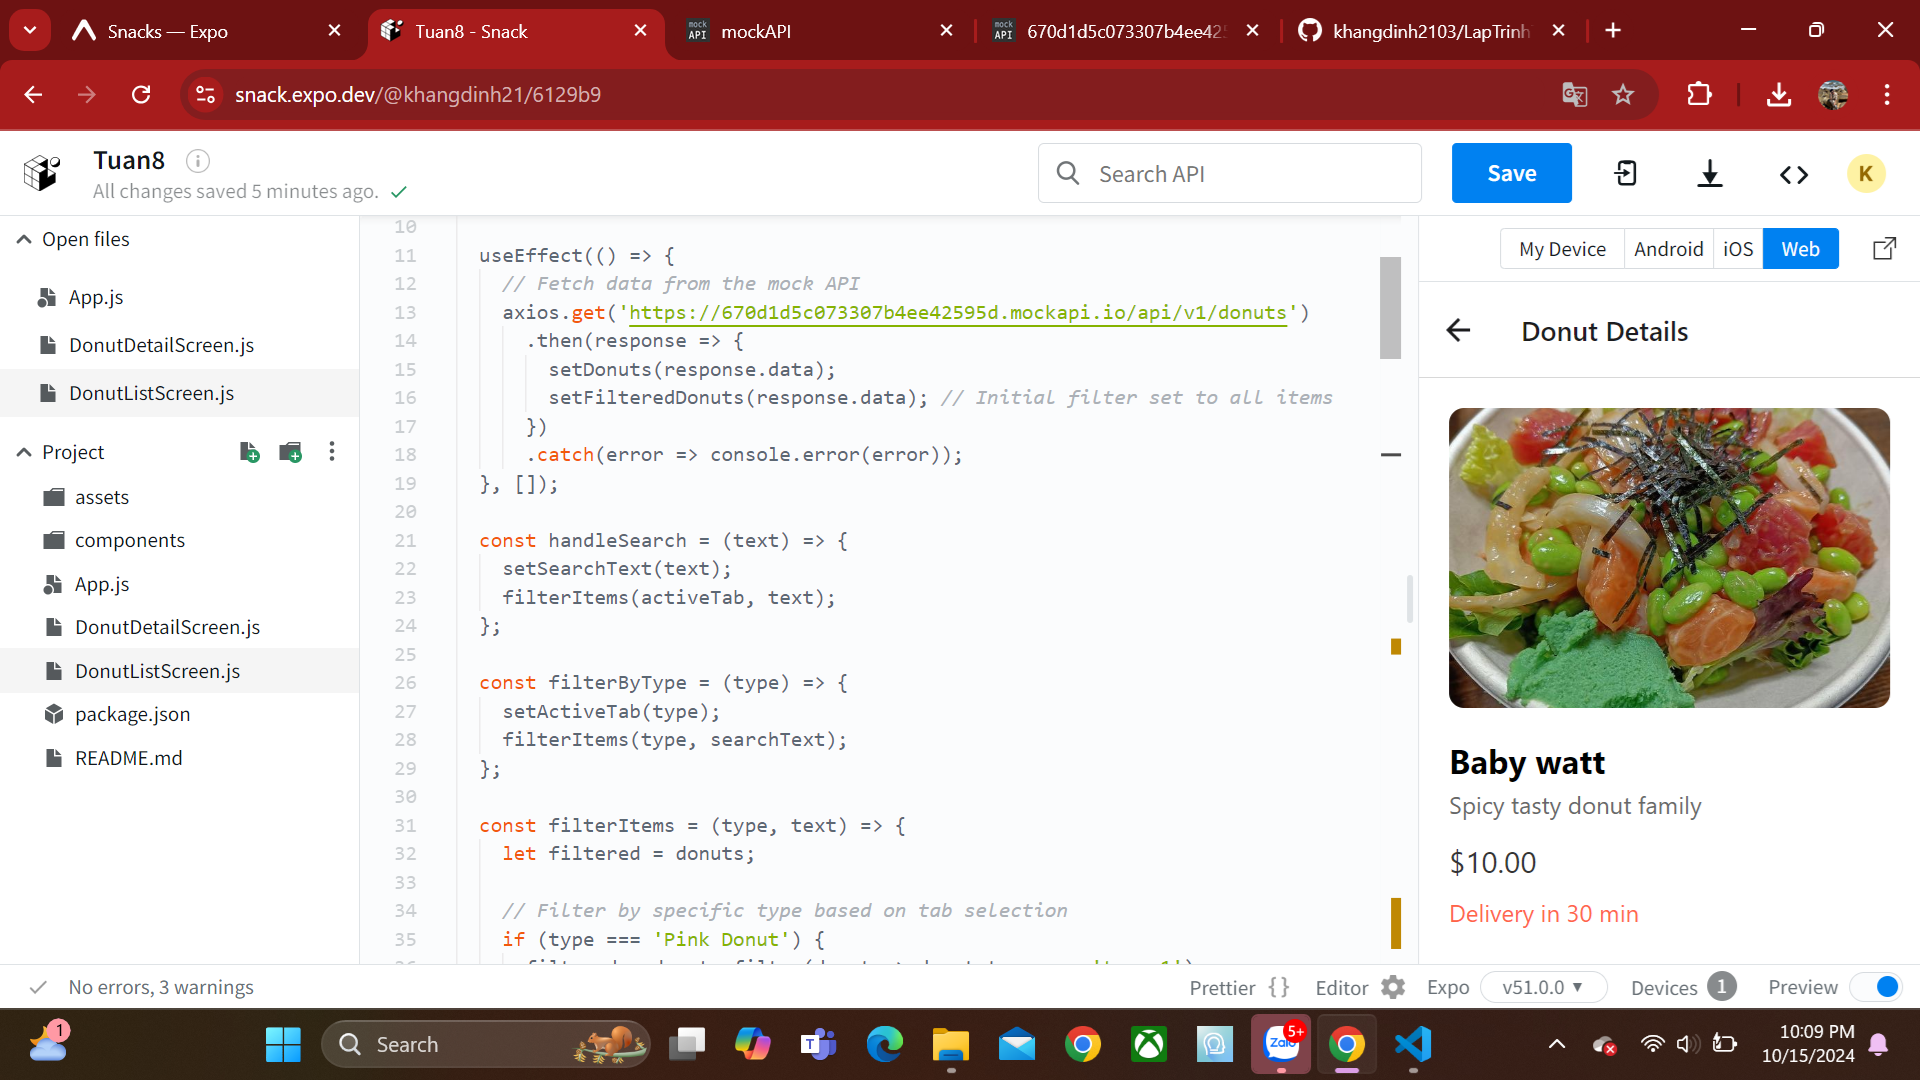 Snacks — Expo
Tuan8 - Snack
mock API mockAPI
mock API 670d1d5c073307b4ee42
khangdinh2103/LapTrinh
snack.expo.dev/@khangdinh21/6129b9
Tuan8
All changes saved 5 minutes ago.
Search API
Save
K
Open files
App.js
DonutDetailScreen.js
DonutListScreen.js
Project
assets
components
App.js
DonutDetailScreen.js
DonutListScreen.js
package.json
README.md
10
11 useEffect(() => {
12 // Fetch data from the mock API
13 axios.get('https://670d1d5c073307b4ee42595d.mockapi.io/api/v1/donuts')
14 .then(response => {
15 setDonuts(response.data);
16 setFilteredDonuts(response.data); // Initial filter set to all items
17 })
18 .catch(error => console.error(error));
19 }, []);
20
21 const handleSearch = (text) => {
22 setSearchText(text);
23 filterItems(activeTab, text);
24 };
25
26 const filterByType = (type) => {
27 setActiveTab(type);
28 filterItems(type, searchText);
29 };
30
31 const filterItems = (type, text) => {
32 let filtered = donuts;
33
34 // Filter by specific type based on tab selection
35 if (type === 'Pink Donut') {
My Device
Android
iOS
Web
Donut Details
Baby watt
Spicy tasty donut family
$10.00
Delivery in 30 min
No errors, 3 warnings
Prettier {}
Editor
Expo
v51.0.0
Devices 1
Preview
1
Search
Zalo
5+
10:09 PM
10/15/2024